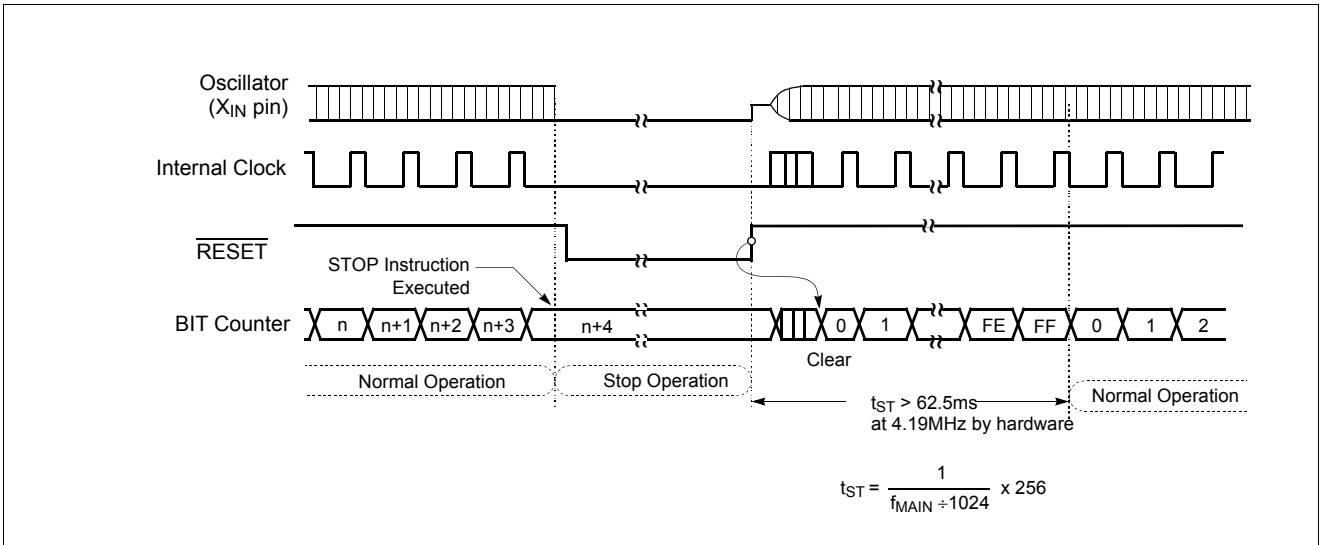 Oscillator
(XIN pin)
Internal Clock
RESET
STOP Instruction
Executed
BIT Counter
n n+1 n+2 n+3 n+4 0 1 FE FF 0 1 2
Clear
Normal Operation Stop Operation Normal Operation
tST > 62.5ms
at 4.19MHz by hardware
tST = 1 / fMAIN ÷1024 x 256